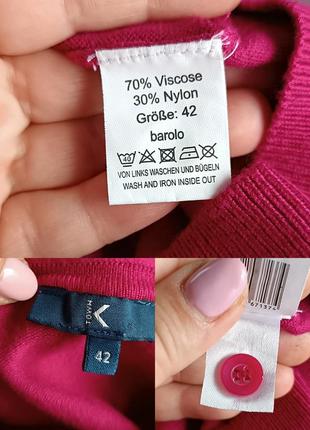 70% Viscose
30% Nylon
Größe: 42
barolo
40
VON LINKS WASCHEN UND BÜGELN
WASH AND IRON INSIDE OUT
K
TOWN
42